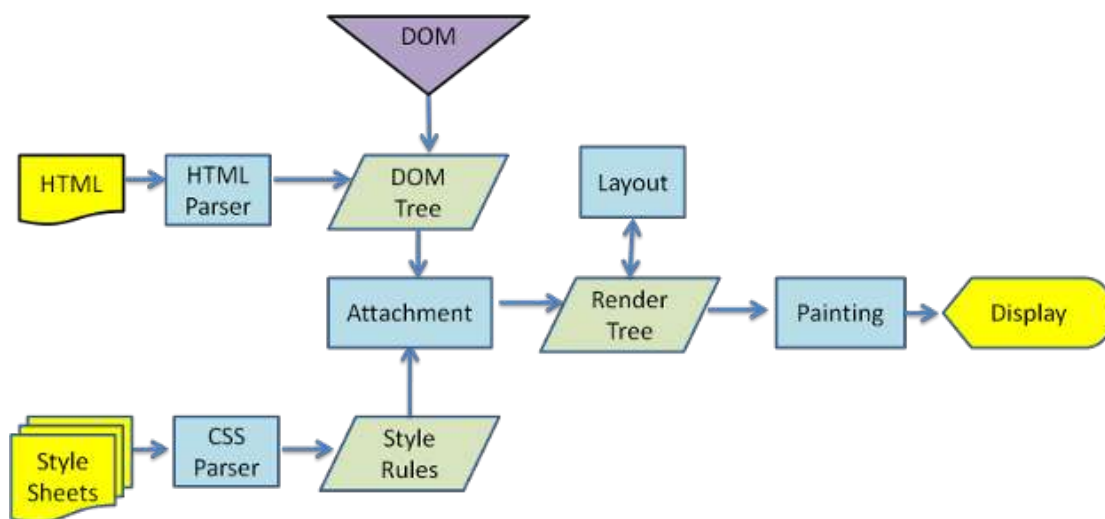 DOM
HTML
HTML
Parser
DOM
Tree
Layout
Attachment
Render
Tree
Painting
Display
Style
Sheets
CSS
Parser
Style
Rules